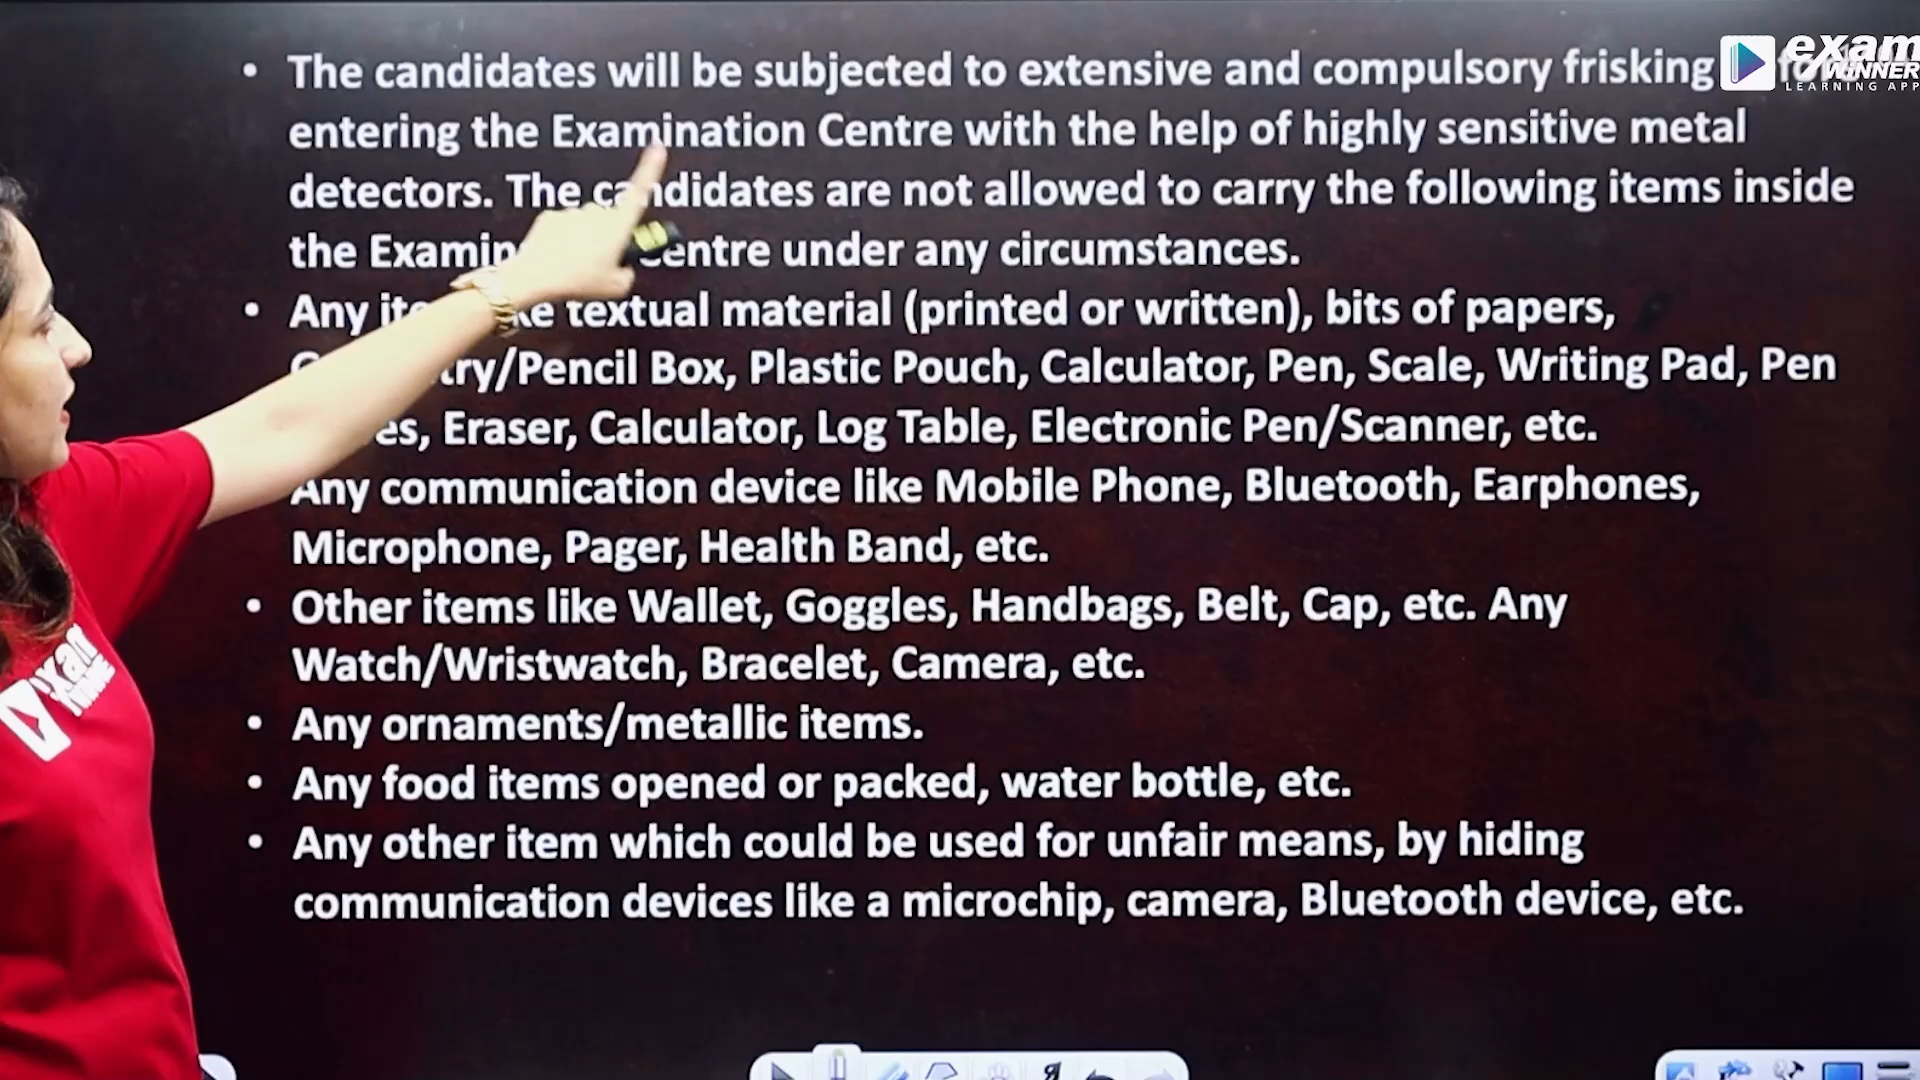 • The candidates will be subjected to extensive and compulsory frisking
entering the Examination Centre with the help of highly sensitive metal
detectors. The candidates are not allowed to carry the following items inside
the Centre under any circumstances.
• Any textual material (printed or written), bits of papers,
/Pencil Box, Plastic Pouch, Calculator, Pen, Scale, Writing Pad, Pen
Eraser, Calculator, Log Table, Electronic Pen/Scanner, etc.
Any communication device like Mobile Phone, Bluetooth, Earphones,
Microphone, Pager, Health Band, etc.
• Other items like Wallet, Goggles, Handbags, Belt, Cap, etc. Any
Watch/Wristwatch, Bracelet, Camera, etc.
• Any ornaments/metallic items.
• Any food items opened or packed, water bottle, etc.
• Any other item which could be used for unfair means, by hiding
communication devices like a microchip, camera, Bluetooth device, etc.
exam
WINNER
LEARNING APP